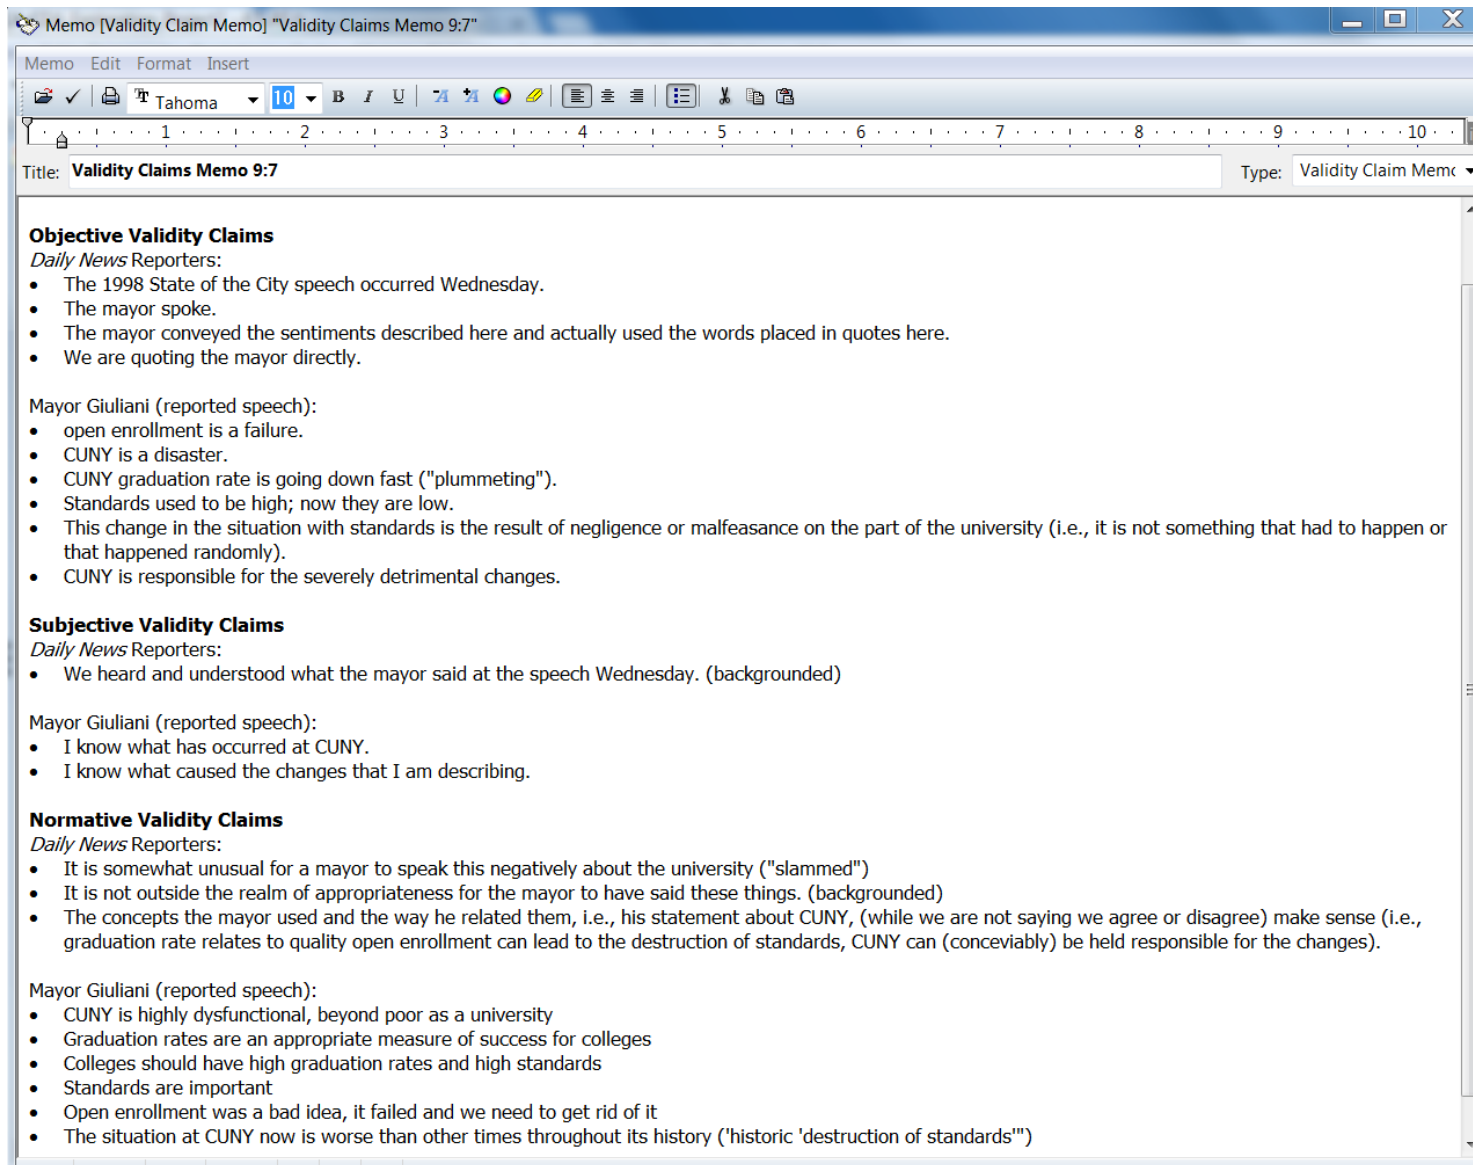 Memo [Validity Claim Memo] "Validity Claims Memo 9:7"
Memo Edit Format Insert
Tahoma 10 B I U
1 2 3 4 5 6 7 8 9 10
Title: Validity Claims Memo 9:7 Type: Validity Claim Memo
Objective Validity Claims
Daily News Reporters:
• The 1998 State of the City speech occurred Wednesday.
• The mayor spoke.
• The mayor conveyed the sentiments described here and actually used the words placed in quotes here.
• We are quoting the mayor directly.
Mayor Giuliani (reported speech):
• open enrollment is a failure.
• CUNY is a disaster.
• CUNY graduation rate is going down fast ("plummeting").
• Standards used to be high; now they are low.
• This change in the situation with standards is the result of negligence or malfeasance on the part of the university (i.e., it is not something that had to happen or
that happened randomly).
• CUNY is responsible for the severely detrimental changes.
Subjective Validity Claims
Daily News Reporters:
• We heard and understood what the mayor said at the speech Wednesday. (backgrounded)
Mayor Giuliani (reported speech):
• I know what has occurred at CUNY.
• I know what caused the changes that I am describing.
Normative Validity Claims
Daily News Reporters:
• It is somewhat unusual for a mayor to speak this negatively about the university ("slammed")
• It is not outside the realm of appropriateness for the mayor to have said these things. (backgrounded)
• The concepts the mayor used and the way he related them, i.e., his statement about CUNY, (while we are not saying we agree or disagree) make sense (i.e.,
graduation rate relates to quality open enrollment can lead to the destruction of standards, CUNY can (conceviably) be held responsible for the changes).
Mayor Giuliani (reported speech):
• CUNY is highly dysfunctional, beyond poor as a university
• Graduation rates are an appropriate measure of success for colleges
• Colleges should have high graduation rates and high standards
• Standards are important
• Open enrollment was a bad idea, it failed and we need to get rid of it
• The situation at CUNY now is worse than other times throughout its history ('historic 'destruction of standards'")